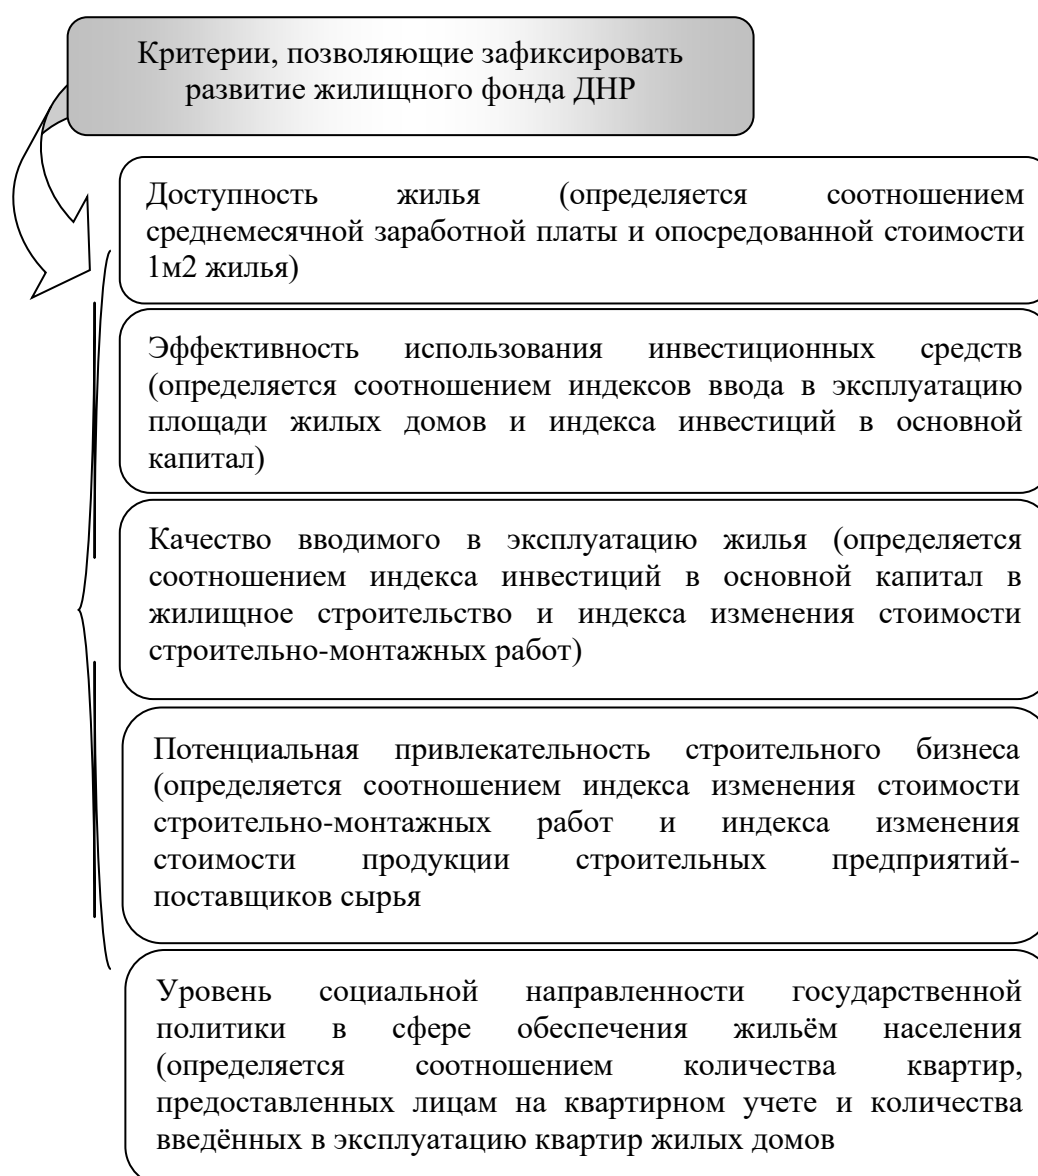 Критерии, позволяющие зафиксировать
развитие жилищного фонда ДНР
Доступность жилья (определяется соотношением
среднемесячной заработной платы и опосредованной стоимости
1м2 жилья)
Эффективность использования инвестиционных средств
(определяется соотношением индексов ввода в эксплуатацию
площади жилых домов и индекса инвестиций в основной
капитал)
Качество вводимого в эксплуатацию жилья (определяется
соотношением индекса инвестиций в основной капитал в
жилищное строительство и индекса изменения стоимости
строительно-монтажных работ)
Потенциальная привлекательность строительного бизнеса
(определяется соотношением индекса изменения стоимости
строительно-монтажных работ и индекса изменения
стоимости продукции строительных предприятий-
поставщиков сырья
Уровень социальной направленности государственной
политики в сфере обеспечения жильём населения
(определяется соотношением количества квартир,
предоставленных лицам на квартирном учете и количества
введённых в эксплуатацию квартир жилых домов